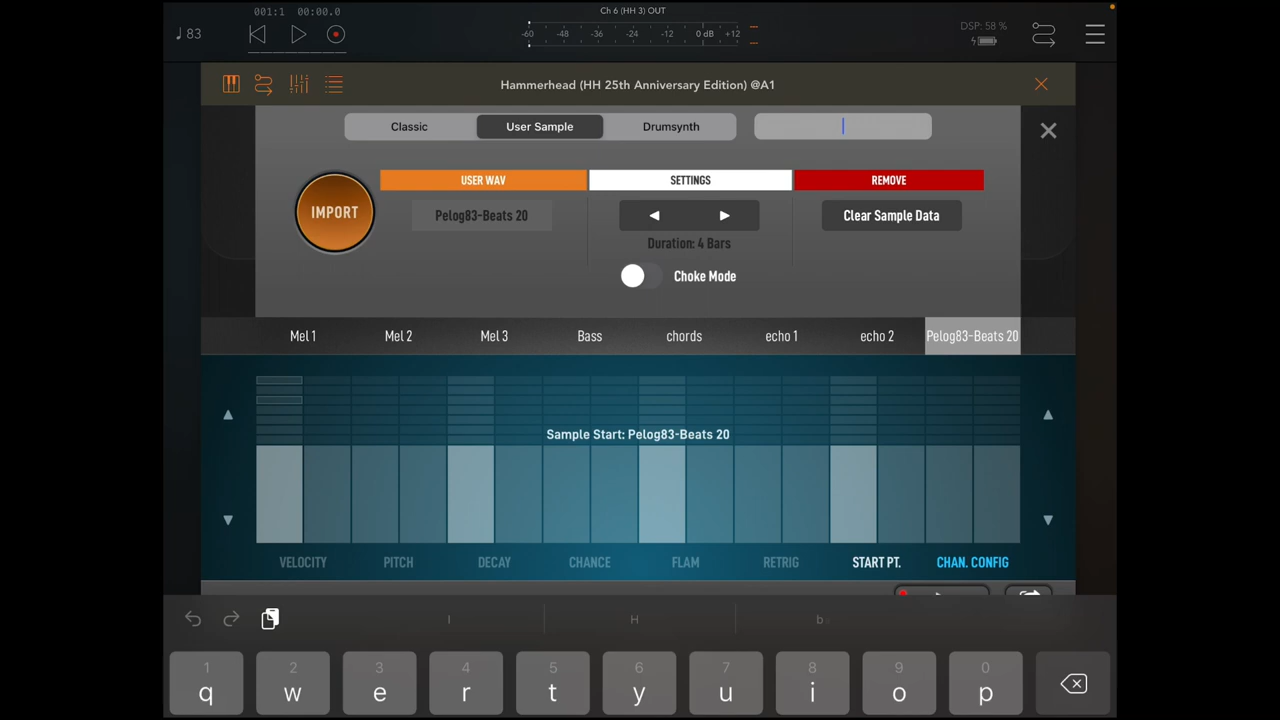 001:1 00:00.0
Ch 6 (HH 3) OUT
♩ 83
-60 -48 -36 -24 -12 0 dB +12
DSP: 58 %
Hammerhead (HH 25th Anniversary Edition) @A1
Classic User Sample Drumsynth
IMPORT
USER WAV SETTINGS REMOVE
Pelog83-Beats 20
Clear Sample Data
Duration: 4 Bars
Choke Mode
Mel 1 Mel 2 Mel 3 Bass chords echo 1 echo 2 Pelog83-Beats 20
Sample Start: Pelog83-Beats 20
VELOCITY PITCH DECAY CHANCE FLAM RETRIG START PT. CHAN. CONFIG
I H b
1 2 3 4 5 6 7 8 9 0
q w e r t y u i o p